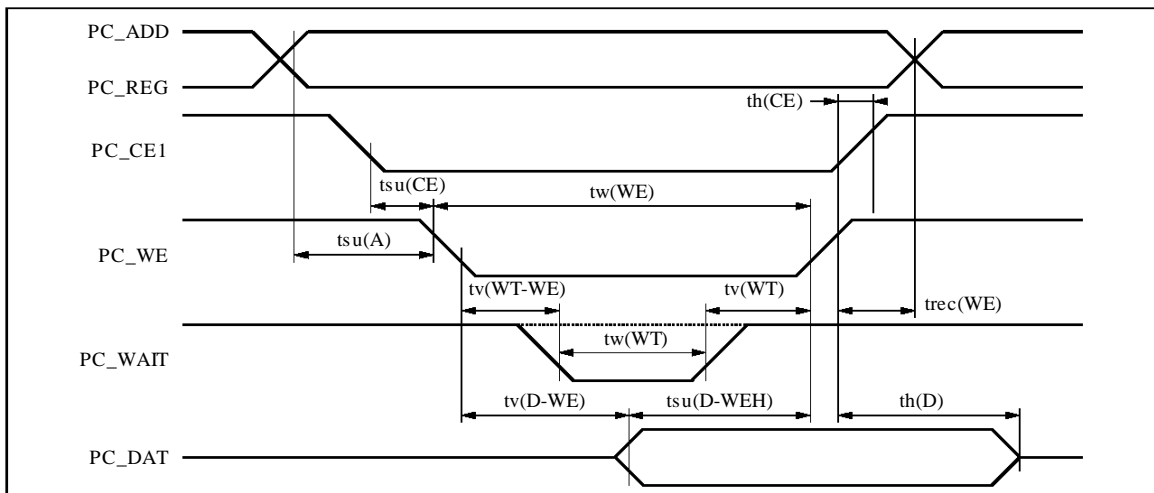 PC_ADD
PC_REG
th(CE)
PC_CE1
tsu(CE)
tw(WE)
tsu(A)
PC_WE
tv(WT-WE)
tv(WT)
trec(WE)
tw(WT)
PC_WAIT
tv(D-WE)
tsu(D-WEH)
th(D)
PC_DAT